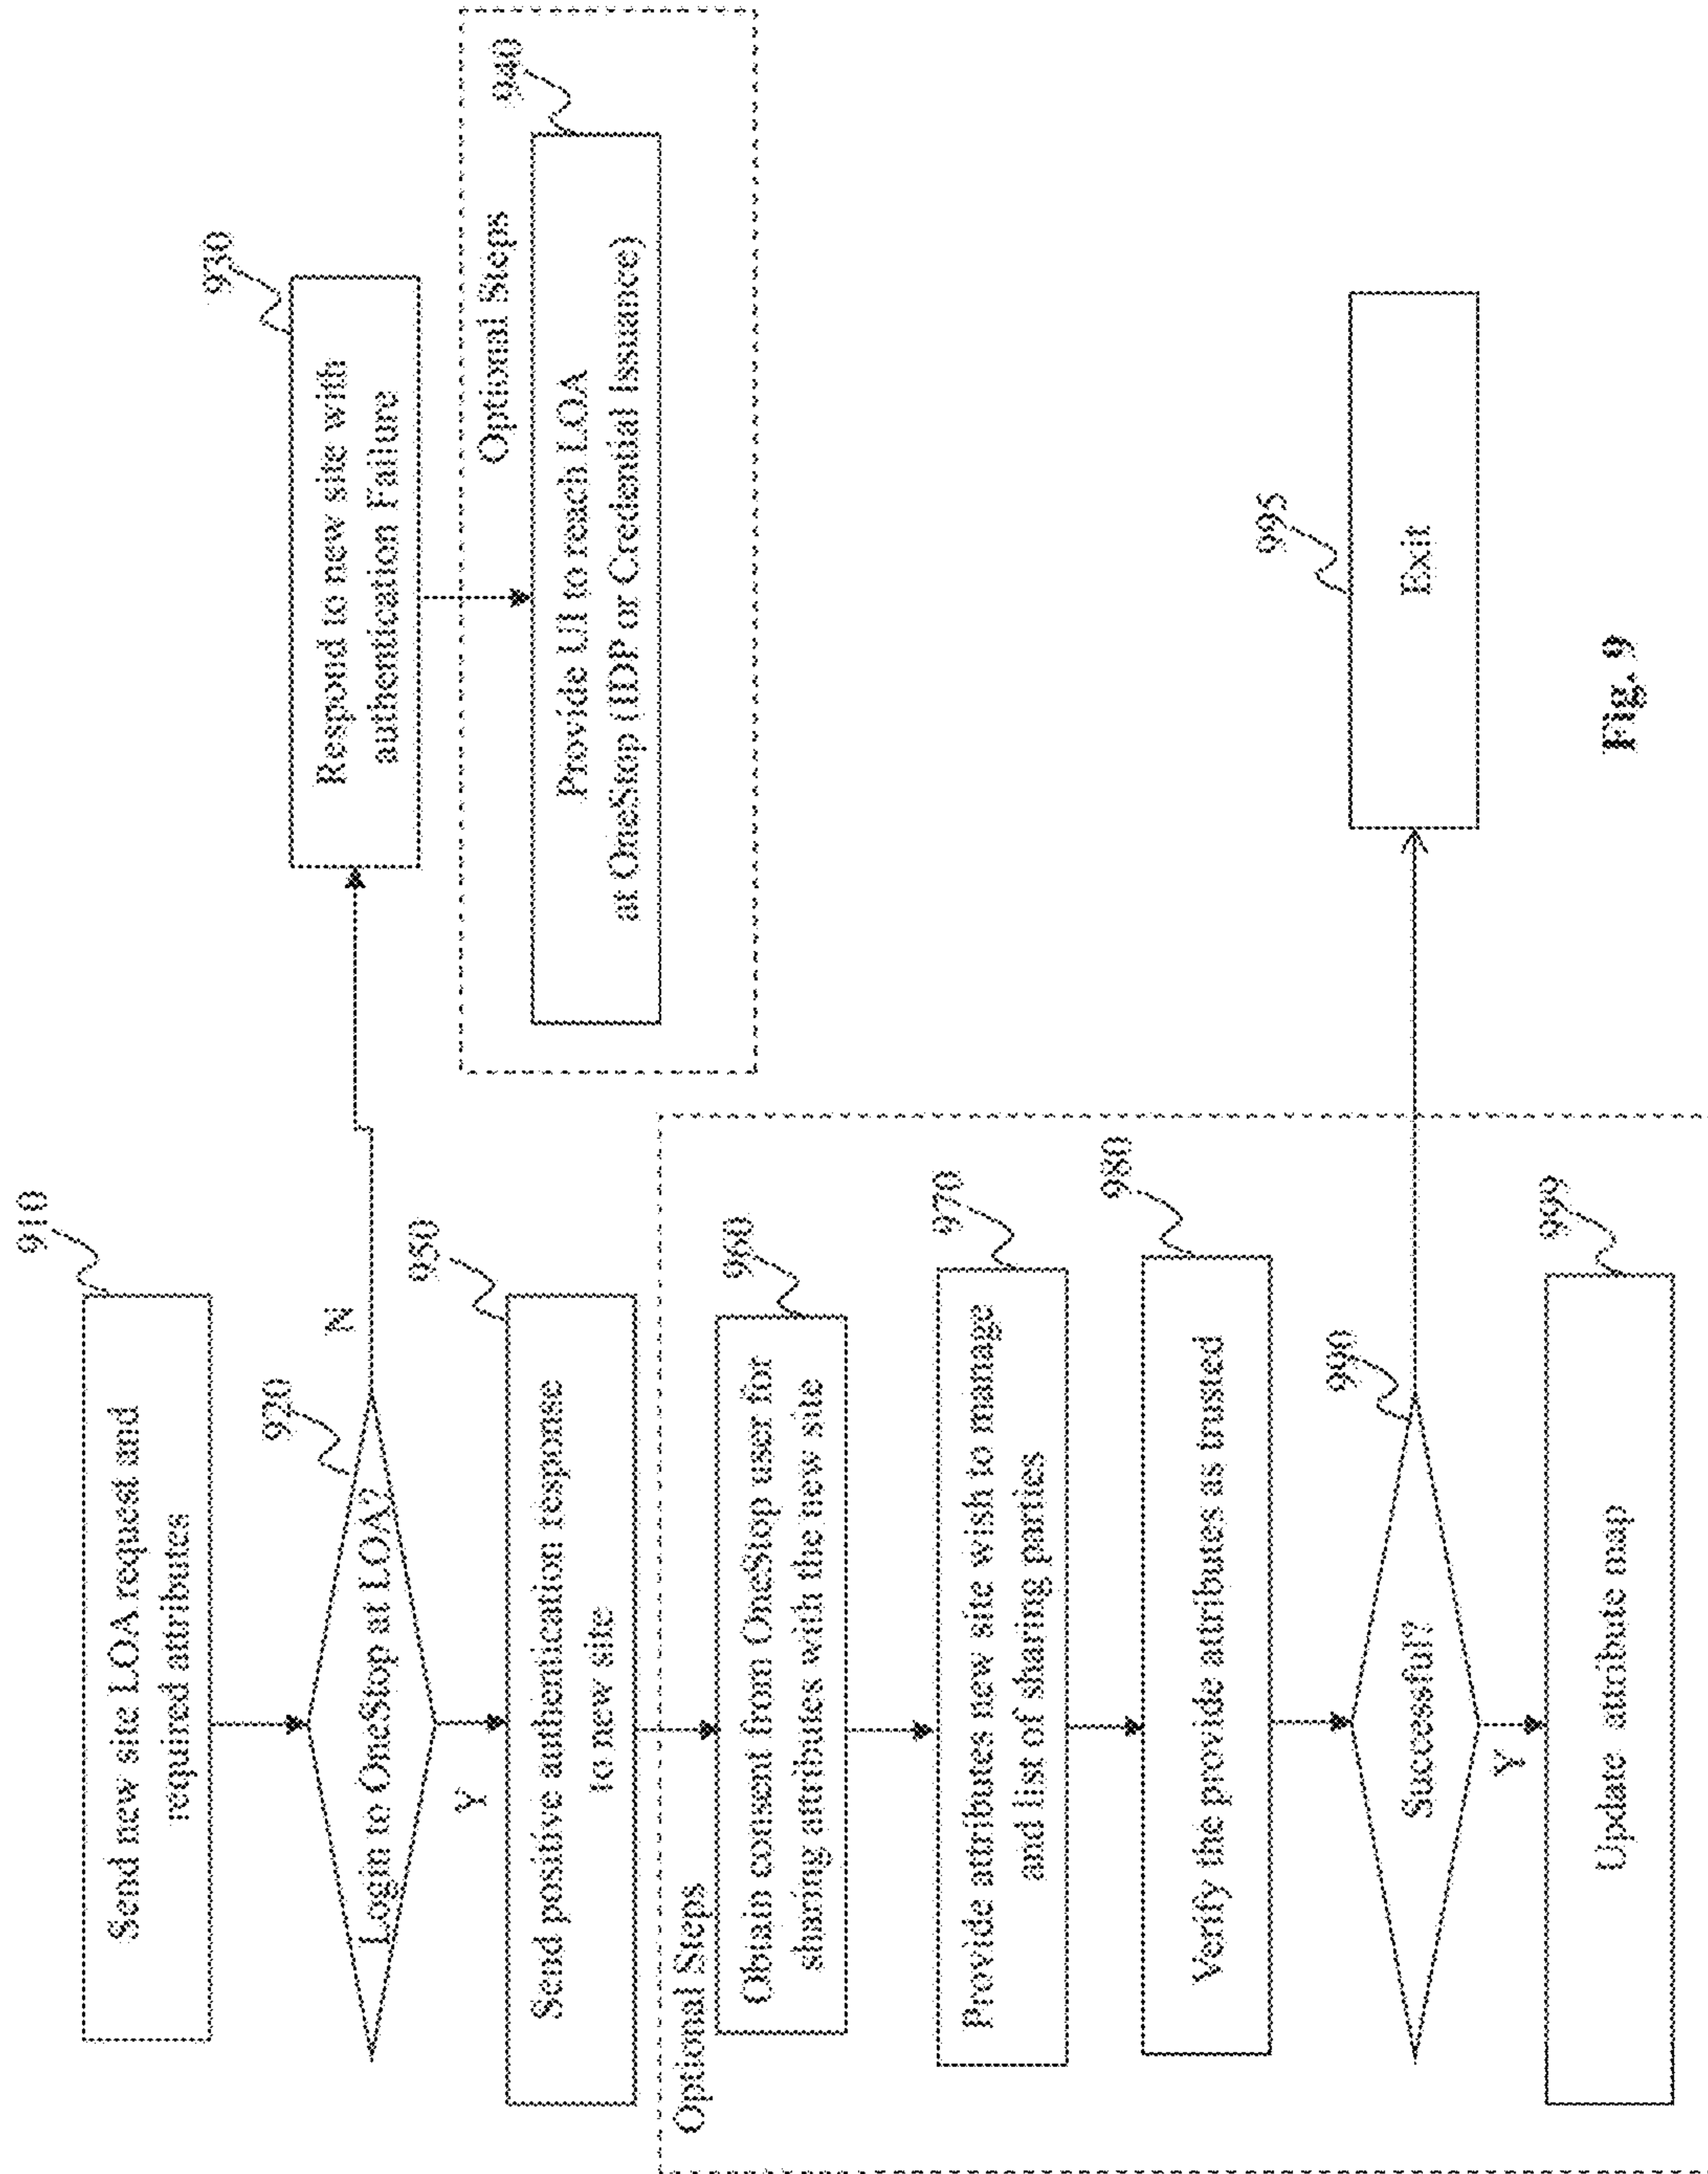 910
Send new site LOA request and
required attributes
920
Login to OneStop at LOA?
N
930
Respond to new site with
authentication Failure
Optional Steps
940
Provide UI to reach LOA
at OneStop (IDP or Credential Issuance)
Y
950
Send positive authentication response
to new site
Optional Steps
960
Obtain consent from OneStop user for
sharing attributes with the new site
970
Provide attributes new site wish to manage
and list of sharing parties
980
Verify the provide attributes as trusted
990
Successful?
995
Exit
Y
999
Update attribute map
Fig. 9